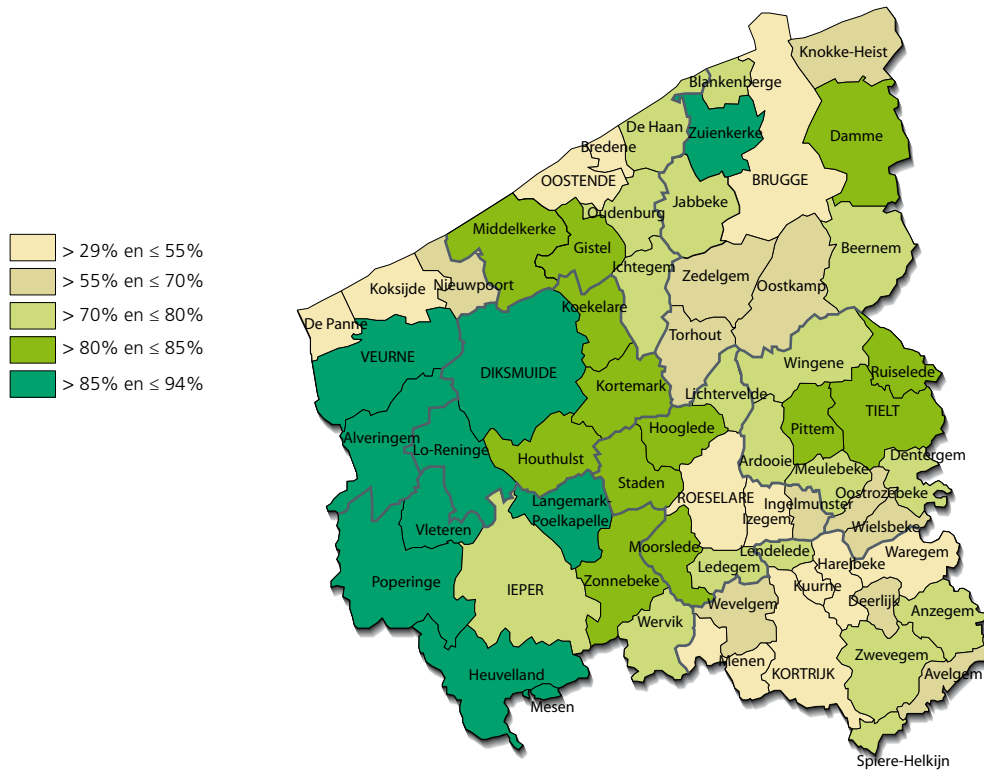 > 29% en ≤ 55%
> 55% en ≤ 70%
> 70% en ≤ 80%
> 80% en ≤ 85%
> 85% en ≤ 94%
Knokke-Heist
Blankenberge
De Haan
Zuienkerke
Damme
Bredene
OOSTENDE
BRUGGE
Jabbeke
Oudenburg
Middelkerke
Gistel
Beernem
Ichtegem
Zedelgem
Oostkamp
Nieuwpoort
Koksijde
Koekelare
De Panne
Torhout
VEURNE
Wingene
DIKSMUIDE
Ruiselede
Kortemark
Lichtervelde
TIELT
Pittem
Hooglede
Alveringem
Lo-Reninge
Houthulst
Dentergem
Ardooie
Meulebeke
Staden
Oostrozebeke
ROESELARE
Ingelmunster
Langemark-
Poelkapelle
Izegem
Vleteren
Wielsbeke
Moorslede
Lendelede
Waregem
Ledegem
Harelbeke
Poperinge
IEPER
Zonnebeke
Kuurne
Wevelgem
Deerlijk
Anzegem
Wervik
Zwevegem
Menen
Heuvelland
KORTRIJK
Avelgem
Mesen
Spiere-Helkijn